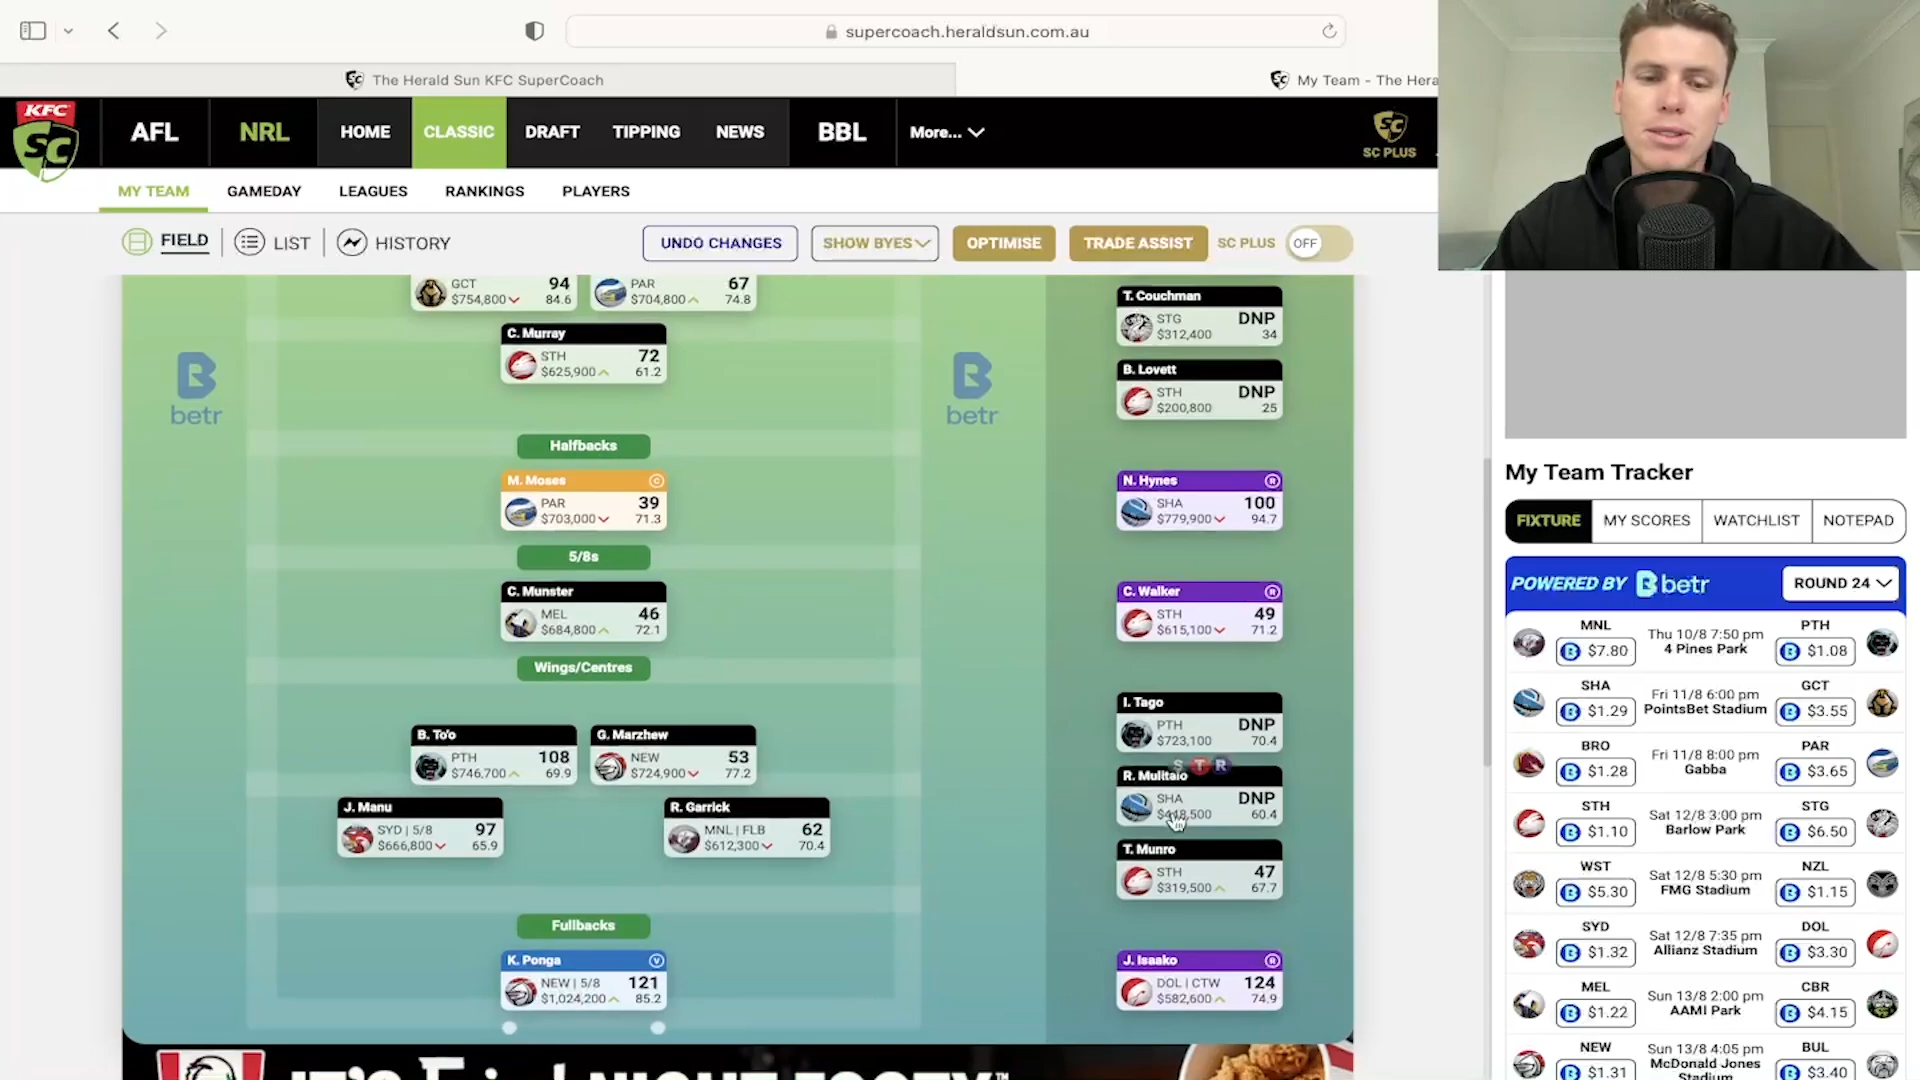 supercoach.heraldsun.com.au
The Herald Sun KFC SuperCoach
My Team - The Hera
KFC
SC
AFL
NRL
HOME
CLASSIC
DRAFT
TIPPING
NEWS
BBL
More...
SC
SC PLUS
MY TEAM
GAMEDAY
LEAGUES
RANKINGS
PLAYERS
FIELD
LIST
HISTORY
UNDO CHANGES
SHOW BYES
OPTIMISE
TRADE ASSIST
SC PLUS
OFF
GCT 94
$754,800 84.6
PAR 67
$704,800 74.8
C. Murray
STH 72
$625,900 61.2
betr
betr
Halfbacks
M. Moses C
PAR 39
$703,000 71.3
5/8s
C. Munster
MEL 46
$684,800 72.1
Wings/Centres
B. To'o
PTH 108
$746,700 69.9
G. Marzhew
NEW 53
$724,900 77.2
J. Manu
SYD | 5/8 97
$666,800 65.9
R. Garrick
MNL | FLB 62
$612,300 70.4
Fullbacks
K. Ponga V
NEW | 5/8 121
$1,024,200 85.2
T. Couchman
STG DNP
$312,400 34
B. Lovett
STH DNP
$200,800 25
N. Hynes R
SHA 100
$779,900 94.7
C. Walker R
STH 49
$615,100 71.2
I. Tago
PTH DNP
$723,100 70.4
S T R
R. Mulitalo
SHA DNP
60.4
T. Munro
STH 47
$319,500 67.7
J. Isaako R
DOL | CTW 124
$582,600 74.9
My Team Tracker
FIXTURE
MY SCORES
WATCHLIST
NOTEPAD
POWERED BY betr
ROUND 24
MNL Thu 10/8 7:50 pm PTH
$7.80 4 Pines Park $1.08
SHA Fri 11/8 6:00 pm GCT
$1.29 PointsBet Stadium $3.55
BRO Fri 11/8 8:00 pm PAR
$1.28 Gabba $3.65
STH Sat 12/8 3:00 pm STG
$1.10 Barlow Park $6.50
WST Sat 12/8 5:30 pm NZL
$5.30 FMG Stadium $1.15
SYD Sat 12/8 7:35 pm DOL
$1.32 Allianz Stadium $3.30
MEL Sun 13/8 2:00 pm CBR
$1.22 AAMI Park $4.15
NEW Sun 13/8 4:05 pm BUL
$1.31 McDonald Jones $3.40
Stadium